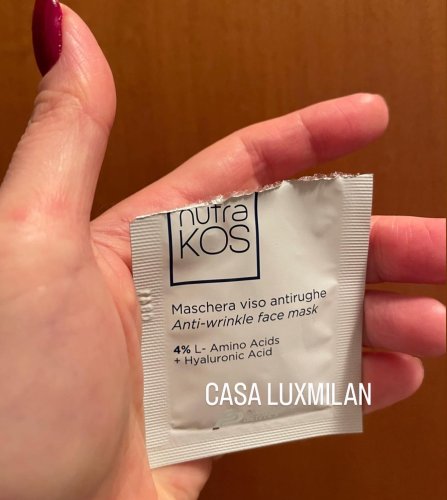 nutra
KOS
Maschera viso antirughe
Anti-wrinkle face mask
4% L- Amino Acids
+ Hyaluronic Acid
CASA LUXMILAN